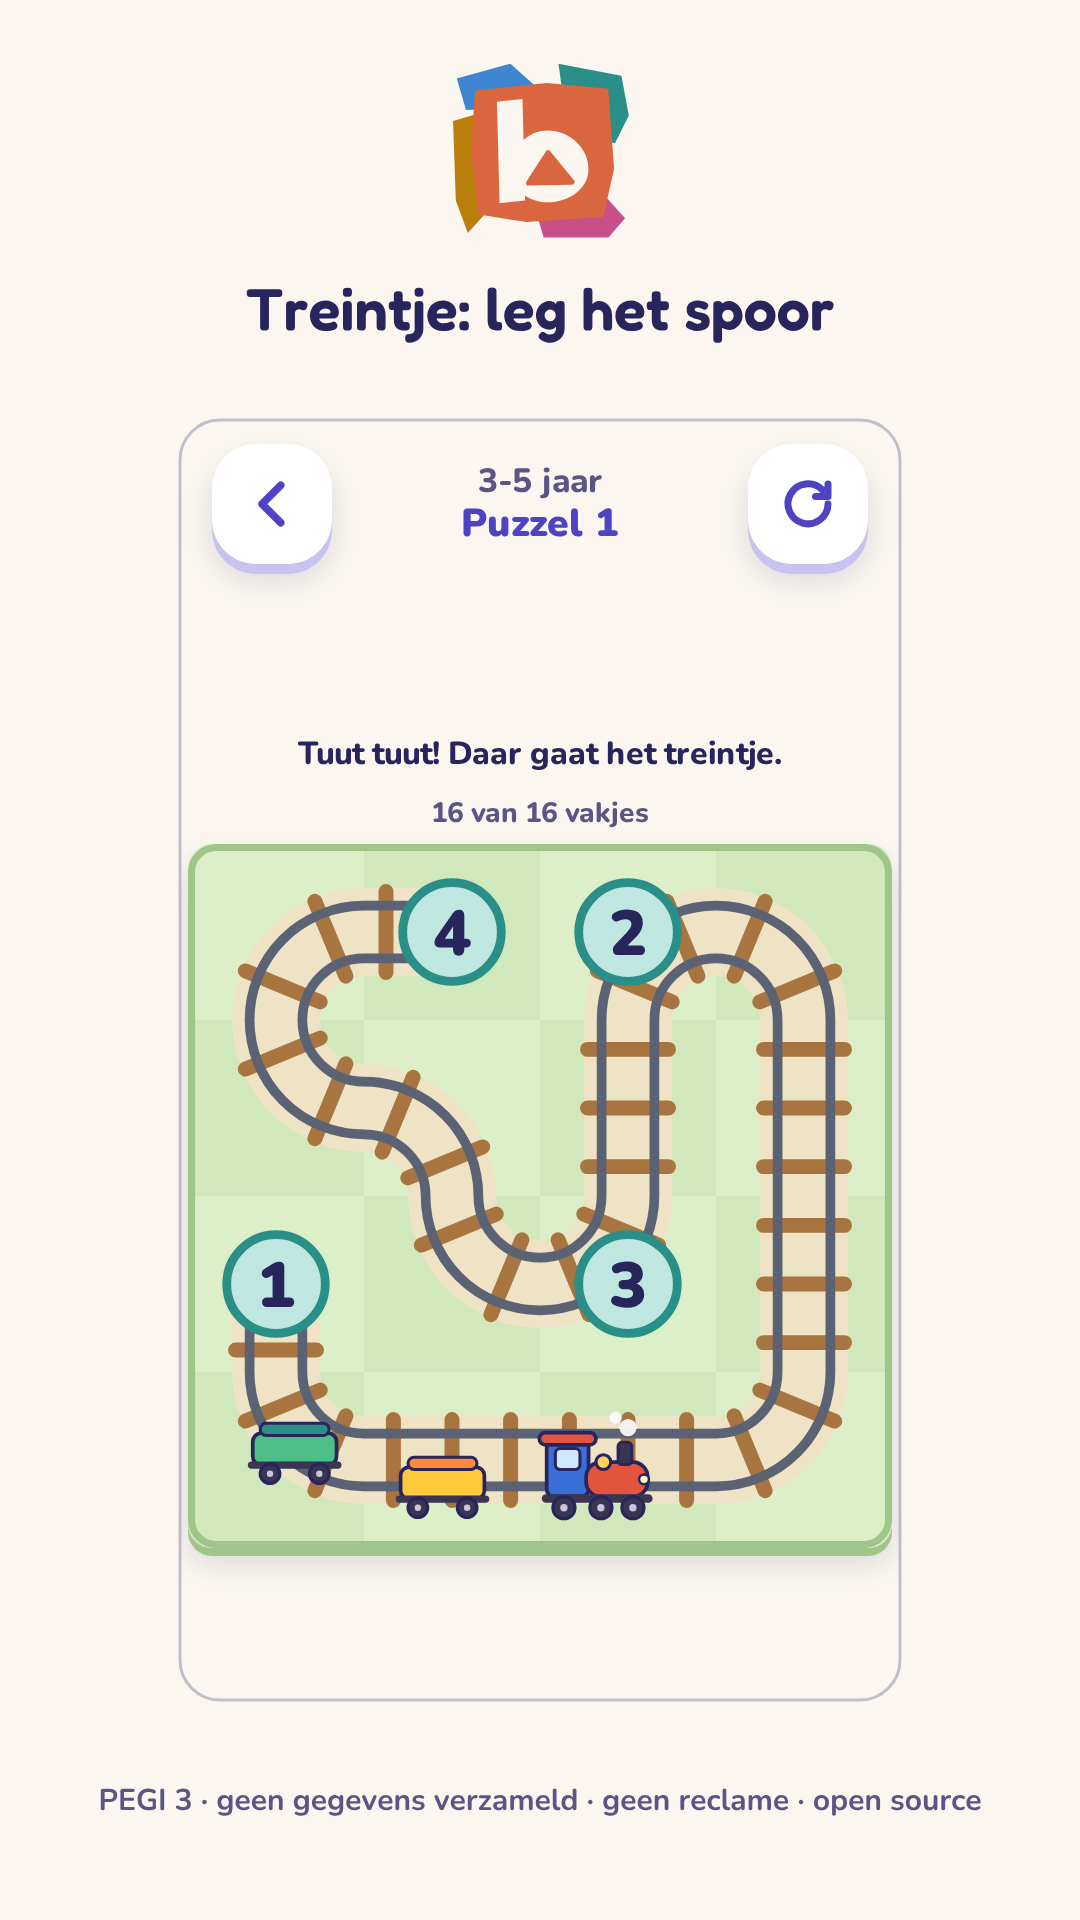 b
Treintje: leg het spoor
3-5 jaar
Puzzel 1
Tuut tuut! Daar gaat het treintje.
16 van 16 vakjes
4
2
1
3
PEGI 3 · geen gegevens verzameld · geen reclame · open source